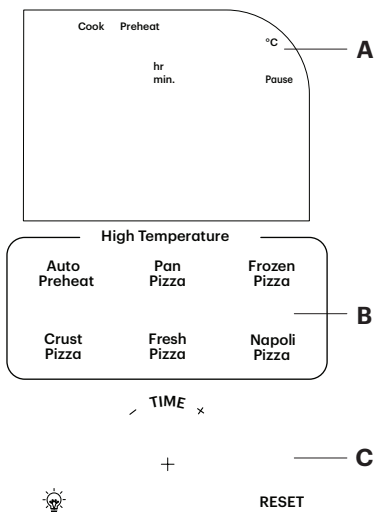 Cook Preheat
°C
A
hr
min.
Pause
High Temperature
Auto Preheat
Pan Pizza
Frozen Pizza
B
Crust Pizza
Fresh Pizza
Napoli Pizza
- TIME +
+
C
RESET